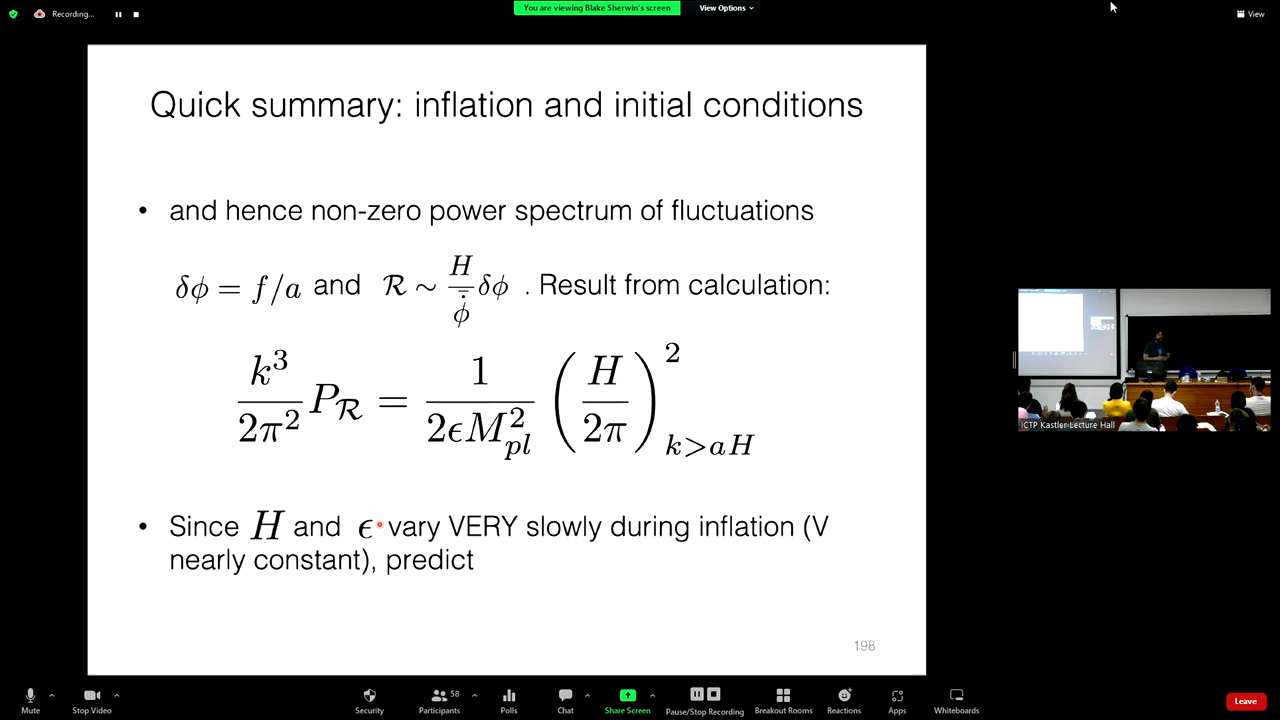 Recording...
You are viewing Blake Sherwin's screen
View Options
View
Quick summary: inflation and initial conditions
• and hence non-zero power spectrum of fluctuations
δϕ = f/a and ℛ ∼ H/ϕ̄̇ δϕ . Result from calculation:
k³/2π² P_ℛ = 1/2ϵM²_pl (H/2π)²_k>aH
• Since H and ϵ vary VERY slowly during inflation (V
nearly constant), predict
198
ICTP Kastler Lecture Hall
Mute
Stop Video
Security
58
Participants
Polls
Chat
Share Screen
Pause/Stop Recording
Breakout Rooms
Reactions
Apps
Whiteboards
Leave